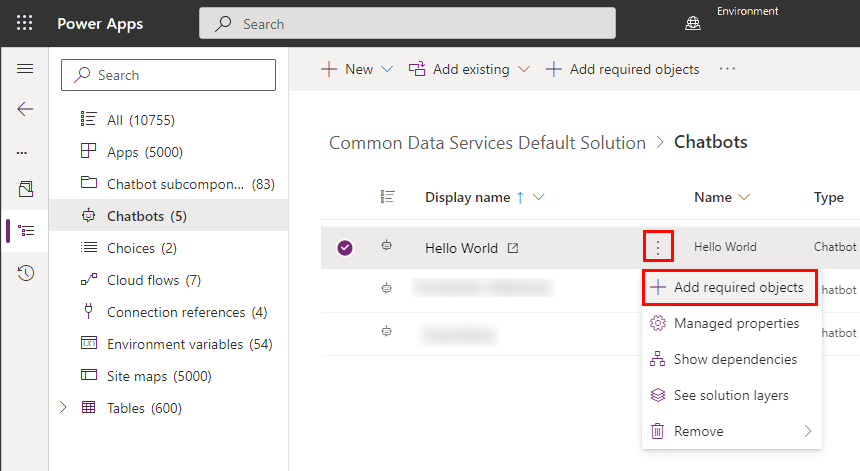 Power Apps
Search
Environment
Search
New
Add existing
Add required objects
...
All (10755)
Apps (5000)
Chatbot subcompon... (83)
Chatbots (5)
Choices (2)
Cloud flows (7)
Connection references (4)
Environment variables (54)
Site maps (5000)
Tables (600)
Common Data Services Default Solution > Chatbots
Display name ↑
Name
Type
Hello World
Hello World
Chatbot
hatbot
hatbot
Add required objects
Managed properties
Show dependencies
See solution layers
Remove